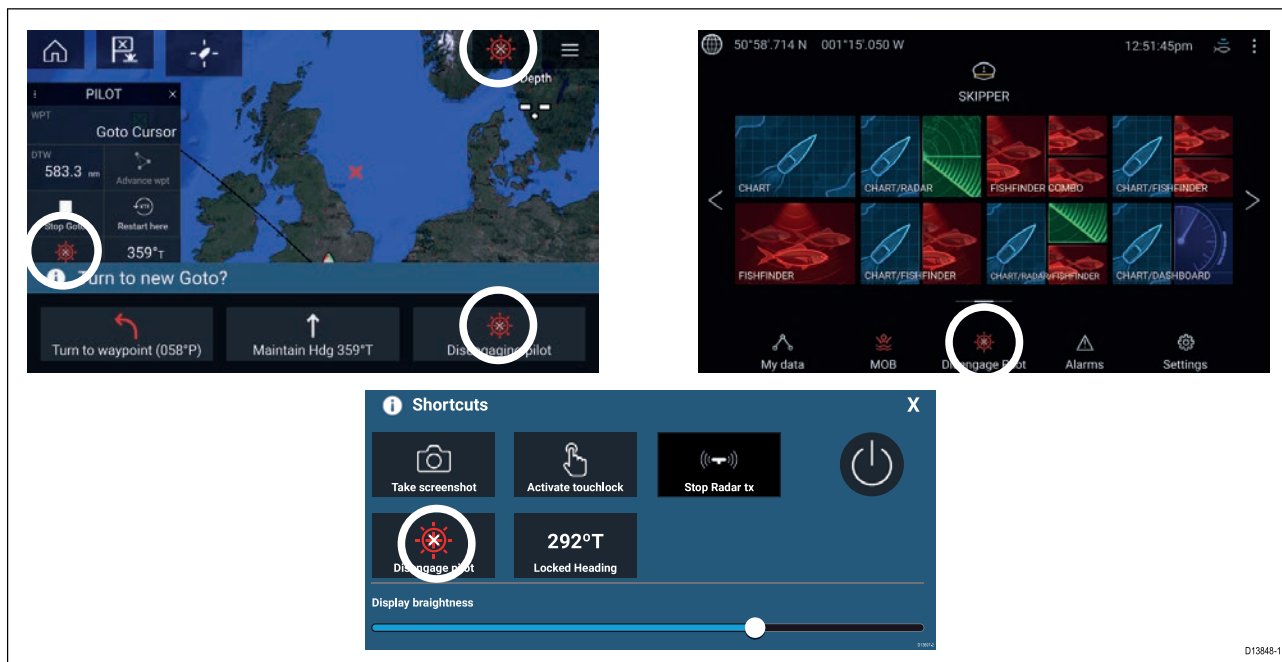 Depth
--.-
PILOT ×
WPT
Goto Cursor
DTW
583.3 nm
Advance wpt
Stop Goto
Restart here
359°T
Turn to new Goto?
Turn to waypoint (058°P)
Maintain Hdg 359°T
Disengaging pilot
50°58'.714 N 001°15'.050 W
12:51:45pm
SKIPPER
CHART
CHART/RADAR
FISHFINDER COMBO
CHART/FISHFINDER
FISHFINDER
CHART/FISHFINDER
CHART/RADAR/FISHFINDER
CHART/DASHBOARD
My data
MOB
Disengage Pilot
Alarms
Settings
Shortcuts X
Take screenshot
Activate touchlock
Stop Radar tx
Disengage pilot
292°T
Locked Heading
Display braightness
D13848-1